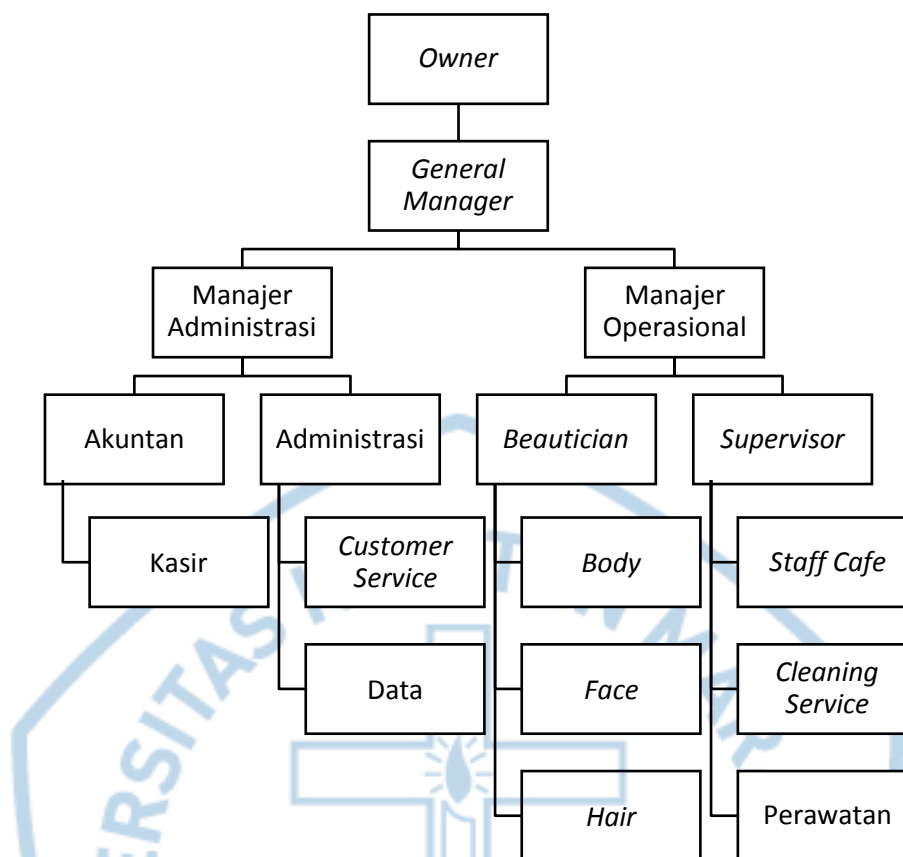 Owner
General
Manager
Manajer
Administrasi
Manajer
Operasional
Akuntan
Administrasi
Beautician
Supervisor
Kasir
Customer
Service
Body
Staff Cafe
Data
Face
Cleaning
Service
Hair
Perawatan